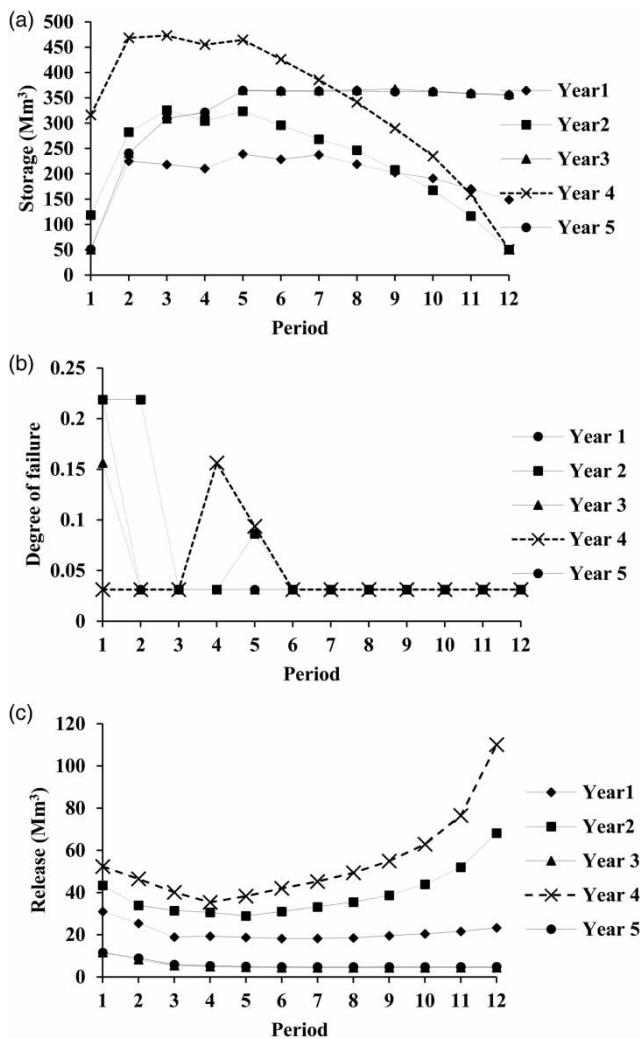 (a)
500
450
400
350
300
250
200
150
100
50
0
Storage (Mm³)
1 2 3 4 5 6 7 8 9 10 11 12
Period
Year1
Year2
Year3
Year 4
Year 5
(b)
0.25
0.2
0.15
0.1
0.05
0
Degree of failure
1 2 3 4 5 6 7 8 9 10 11 12
Period
Year 1
Year 2
Year 3
Year 4
Year 5
(c)
120
100
80
60
40
20
0
Release (Mm³)
1 2 3 4 5 6 7 8 9 10 11 12
Period
Year1
Year2
Year 3
Year 4
Year 5